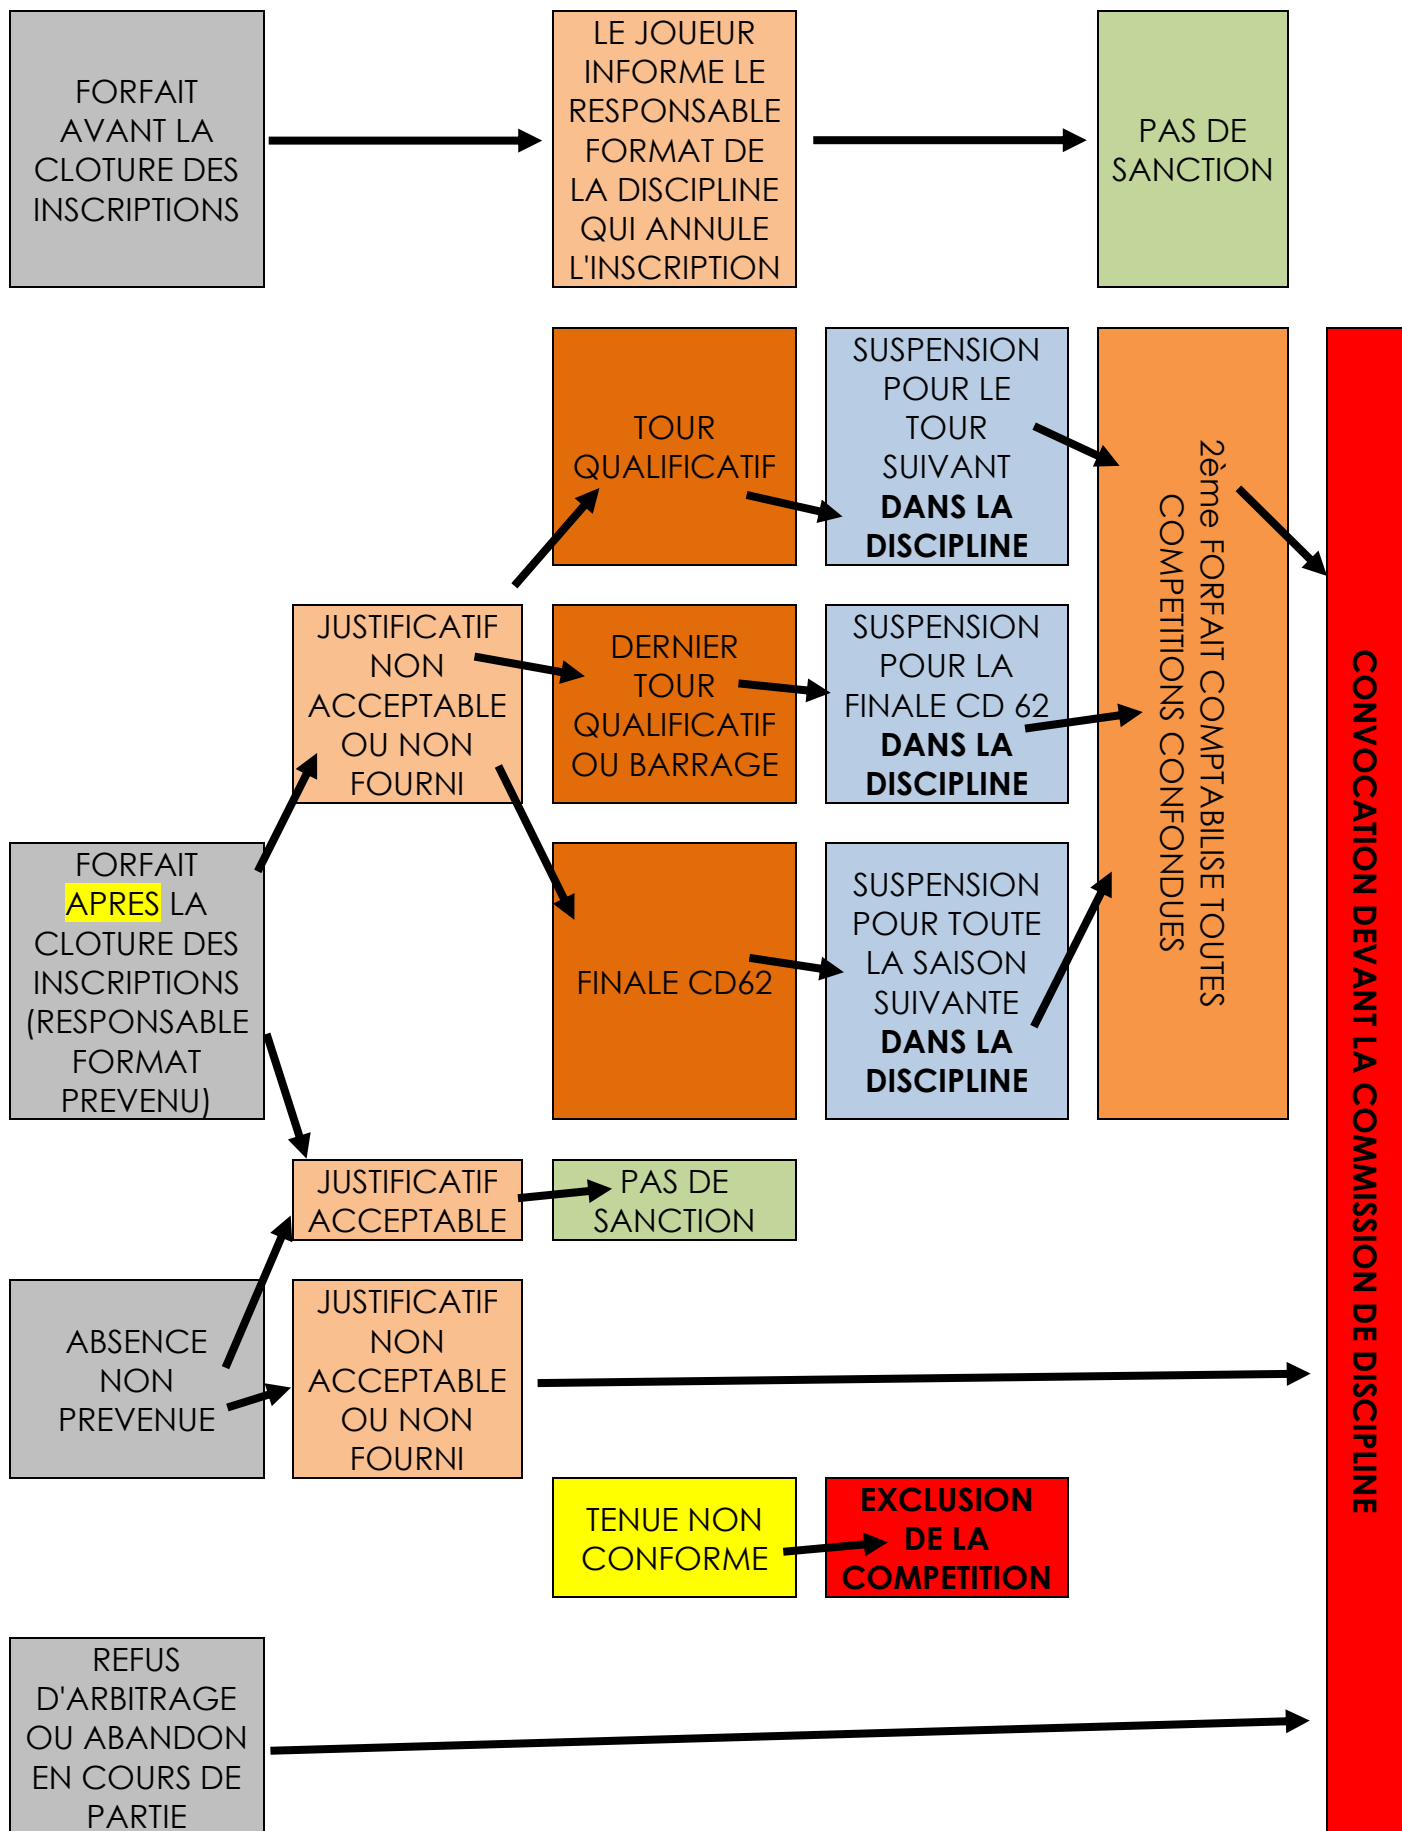 FORFAIT
AVANT LA
CLOTURE DES
INSCRIPTIONS
LE JOUEUR
INFORME LE
RESPONSABLE
FORMAT DE
LA DISCIPLINE
QUI ANNULE
L'INSCRIPTION
PAS DE
SANCTION
TOUR
QUALIFICATIF
SUSPENSION
POUR LE
TOUR
SUIVANT
DANS LA
DISCIPLINE
JUSTIFICATIF
NON
ACCEPTABLE
OU NON
FOURNI
DERNIER
TOUR
QUALIFICATIF
OU BARRAGE
SUSPENSION
POUR LA
FINALE CD 62
DANS LA
DISCIPLINE
FORFAIT
APRES LA
CLOTURE DES
INSCRIPTIONS
(RESPONSABLE
FORMAT
PREVENU)
FINALE CD62
SUSPENSION
POUR TOUTE
LA SAISON
SUIVANTE
DANS LA
DISCIPLINE
2ème FORFAIT COMPTABILISE TOUTES
COMPETITIONS CONFONDUES
CONVOCATION DEVANT LA COMMISSION DE DISCIPLINE
JUSTIFICATIF
ACCEPTABLE
PAS DE
SANCTION
ABSENCE
NON
PREVENUE
JUSTIFICATIF
NON
ACCEPTABLE
OU NON
FOURNI
TENUE NON
CONFORME
EXCLUSION
DE LA
COMPETITION
REFUS
D'ARBITRAGE
OU ABANDON
EN COURS DE
PARTIE